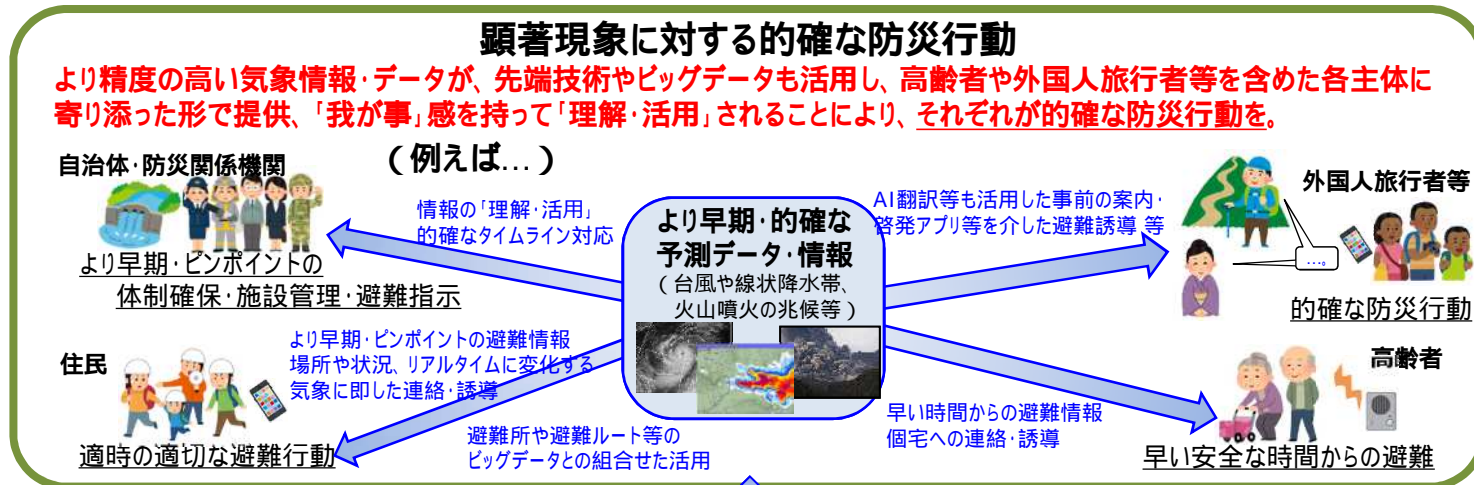 顕著現象に対する的確な防災行動
より精度の高い気象情報・データが、先端技術やビッグデータも活用し、高齢者や外国人旅行者等を含めた各主体に
寄り添った形で提供、「我が事」感を持って「理解・活用」されることにより、それぞれが的確な防災行動を。
（例えば…）
自治体・防災関係機関
情報の「理解・活用」
的確なタイムライン対応
より早期・ピンポイントの
体制確保・施設管理・避難指示
より早期・的確な
予測データ・情報
（台風や線状降水帯、
火山噴火の兆候等）
AI翻訳等も活用した事前の案内・
啓発アプリ等を介した避難誘導 等
外国人旅行者等
…。
的確な防災行動
住民
より早期・ピンポイントの避難情報
場所や状況、リアルタイムに変化する
気象に即した連絡・誘導
適時の適切な避難行動
避難所や避難ルート等の
ビッグデータとの組合せた活用
早い時間からの避難情報
個宅への連絡・誘導
高齢者
早い安全な時間からの避難